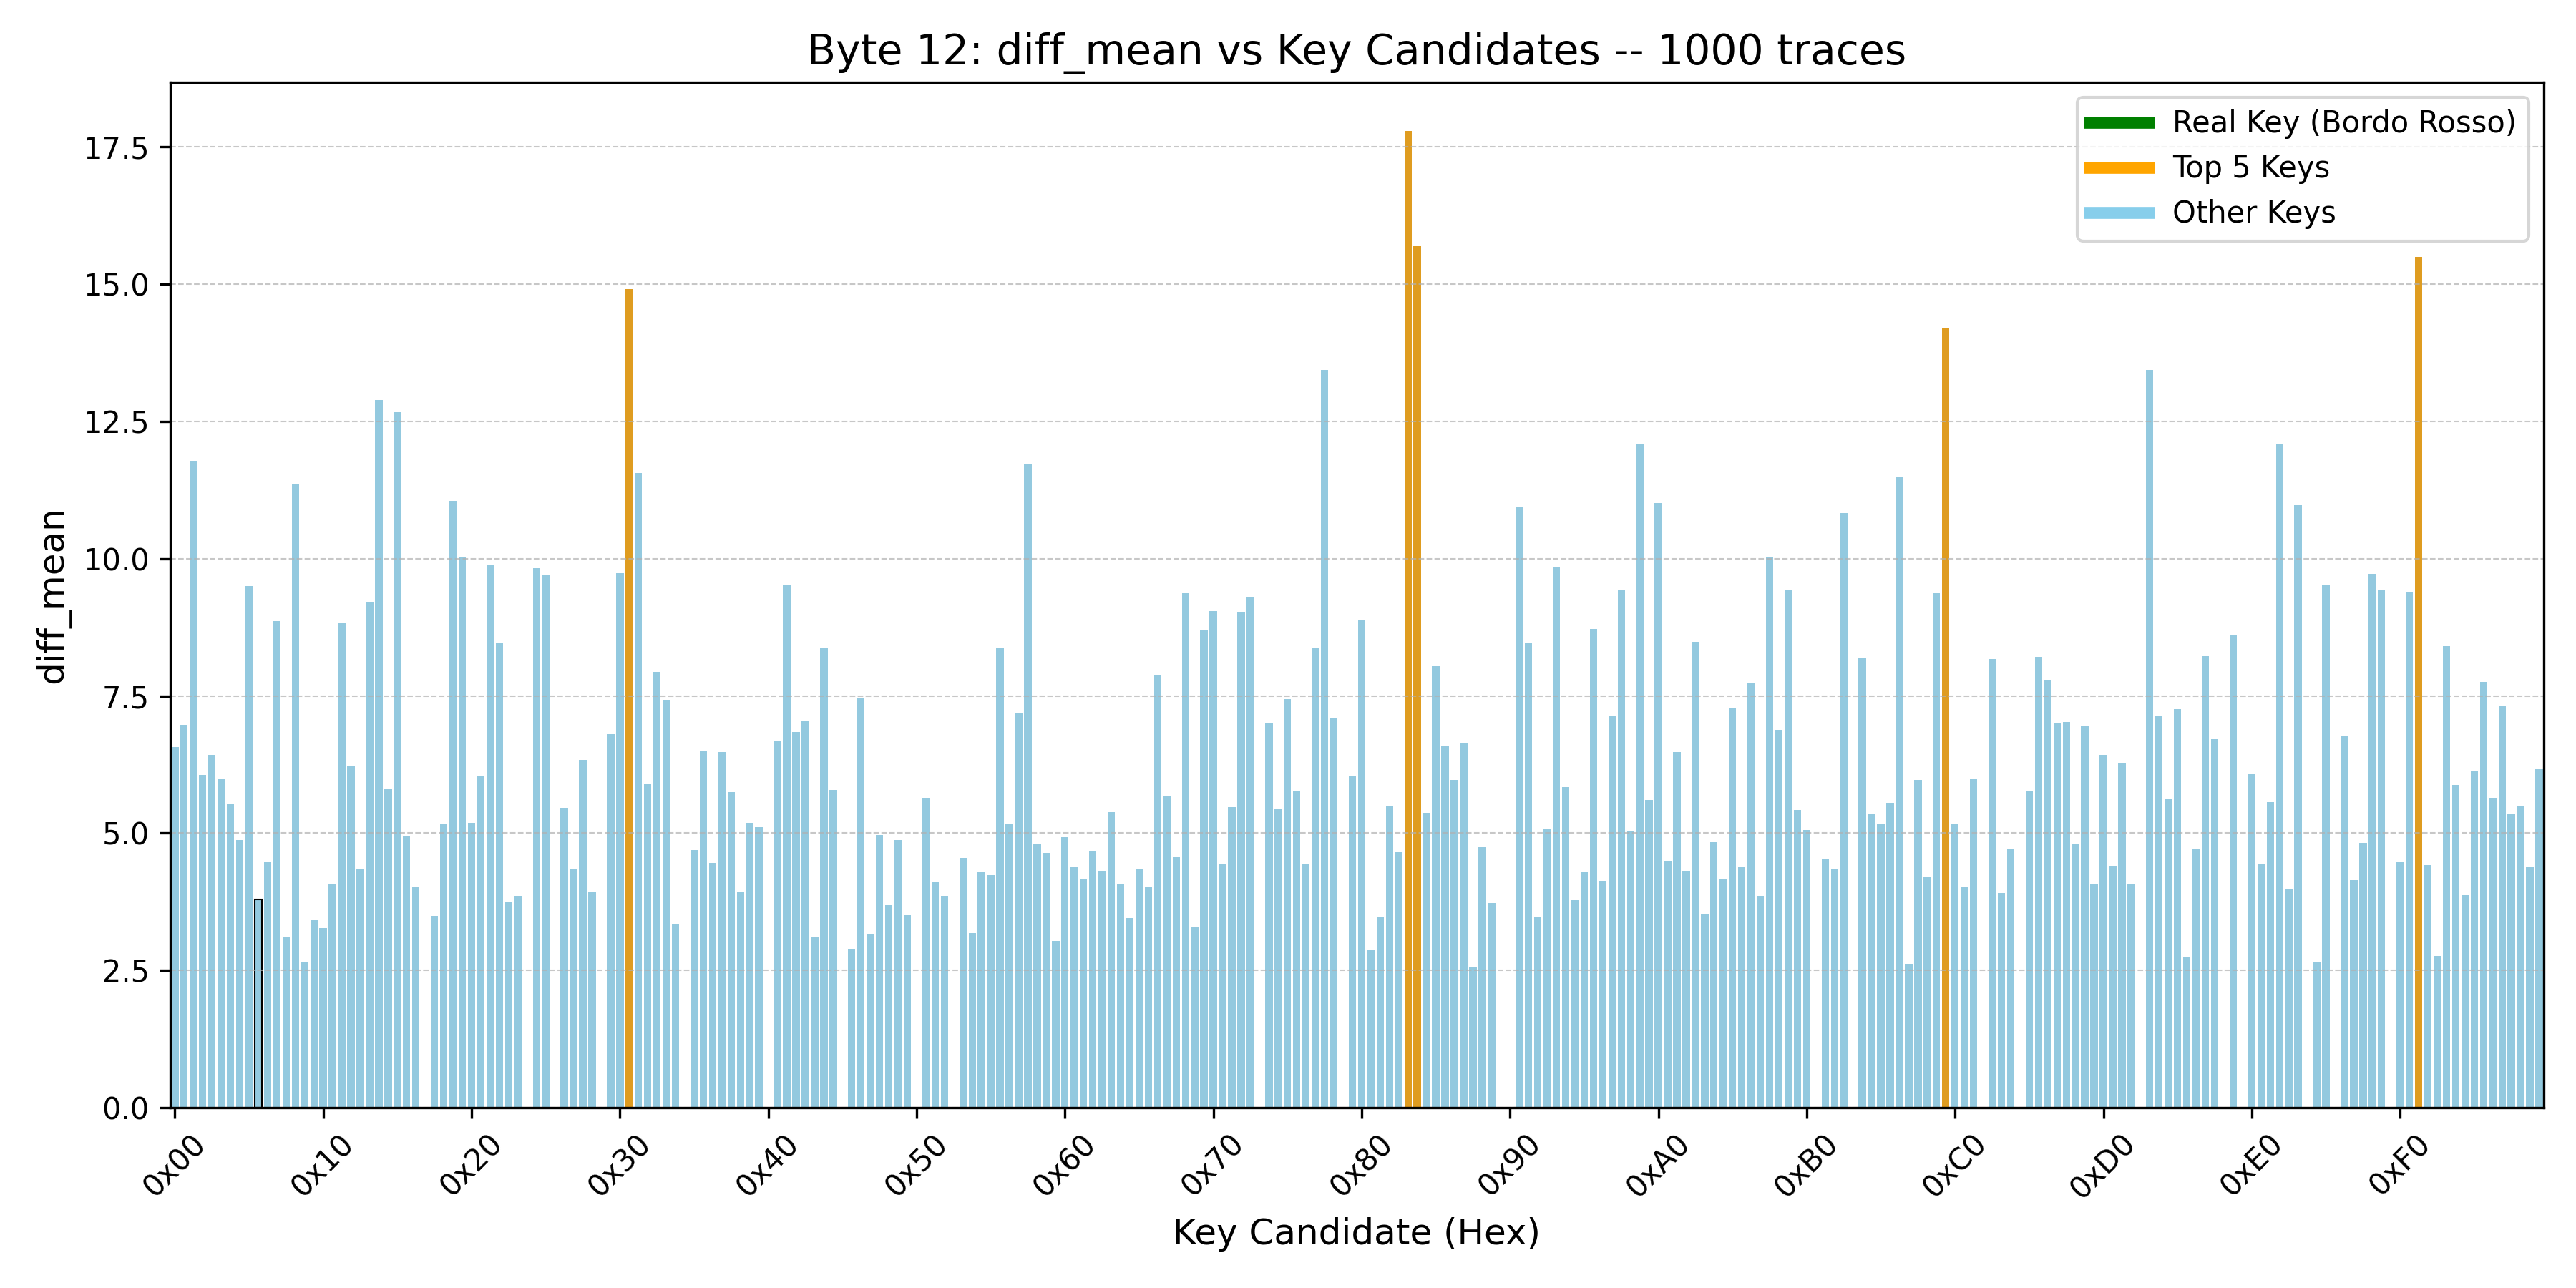 Byte 12: diff_mean vs Key Candidates -- 1000 traces
Real Key (Bordo Rosso)
Top 5 Keys
Other Keys
17.5
15.0
12.5
10.0
7.5
5.0
2.5
0.0
diff_mean
0x00 0x10 0x20 0x30 0x40 0x50 0x60 0x70 0x80 0x90 0xA0 0xB0 0xC0 0xD0 0xE0 0xF0
Key Candidate (Hex)